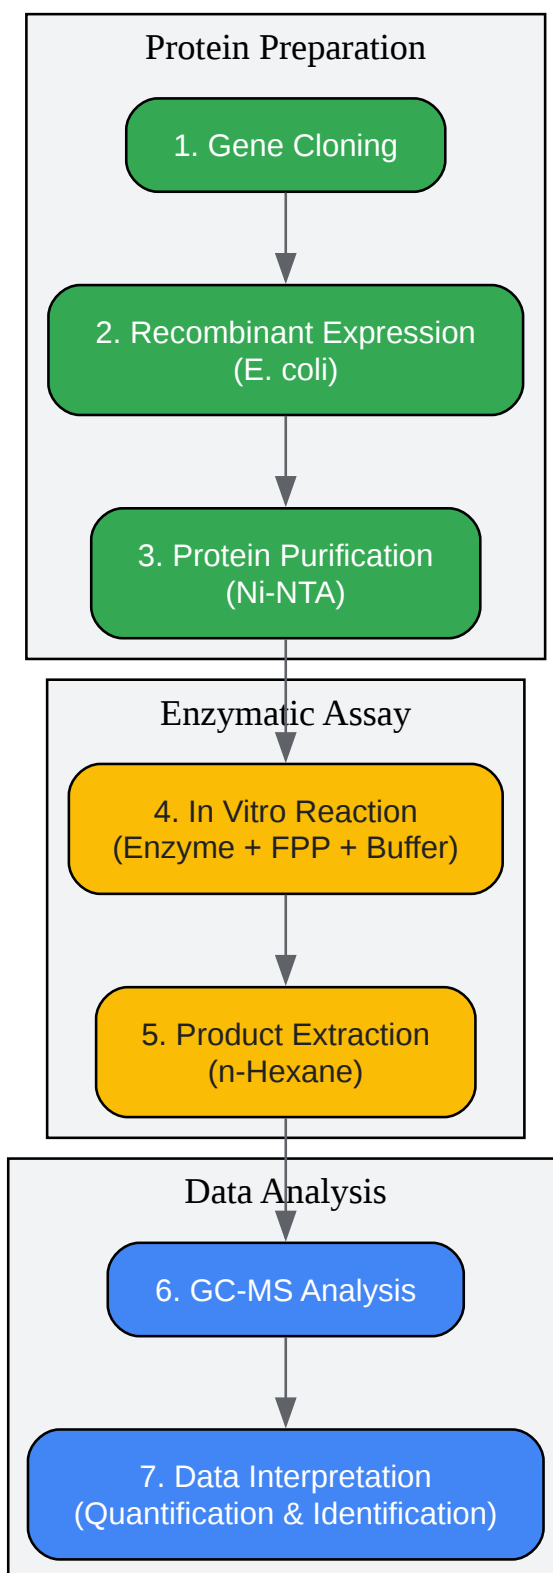 Protein Preparation
1. Gene Cloning
2. Recombinant Expression
(E. coli)
3. Protein Purification
(Ni-NTA)
Enzymatic Assay
4. In Vitro Reaction
(Enzyme + FPP + Buffer)
5. Product Extraction
(n-Hexane)
Data Analysis
6. GC-MS Analysis
7. Data Interpretation
(Quantification & Identification)